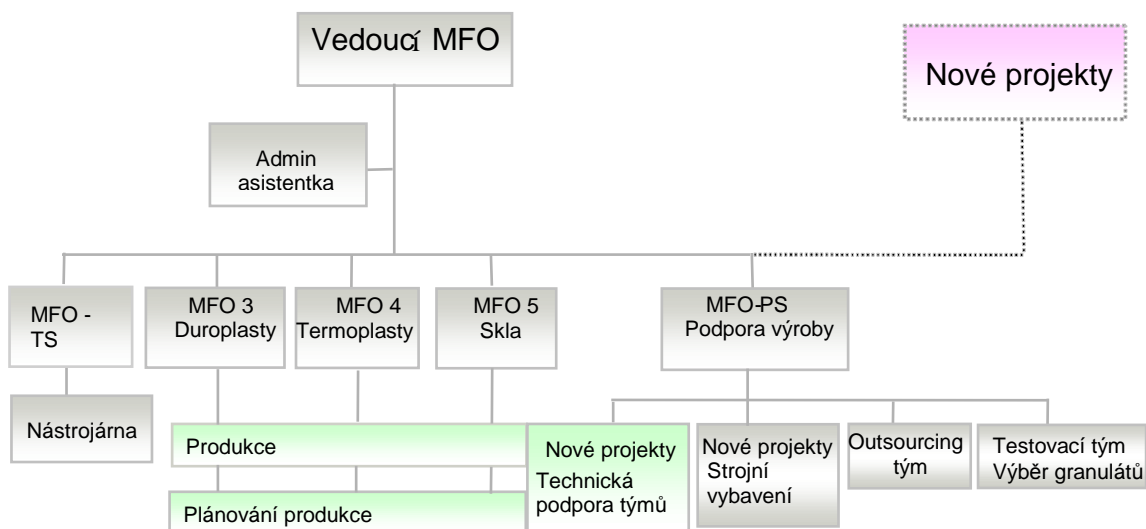 Vedoucí MFO
Nové projekty
Admin
asistentka
MFO -
TS
MFO 3
Duroplasty
MFO 4
Termoplasty
MFO 5
Skla
MFO-PS
Podpora výroby
Nástrojárna
Produkce
Plánování produkce
Nové projekty
Technická
podpora týmů
Nové projekty
Strojní
vybavení
Outsourcing
tým
Testovací tým
Výběr granulátů